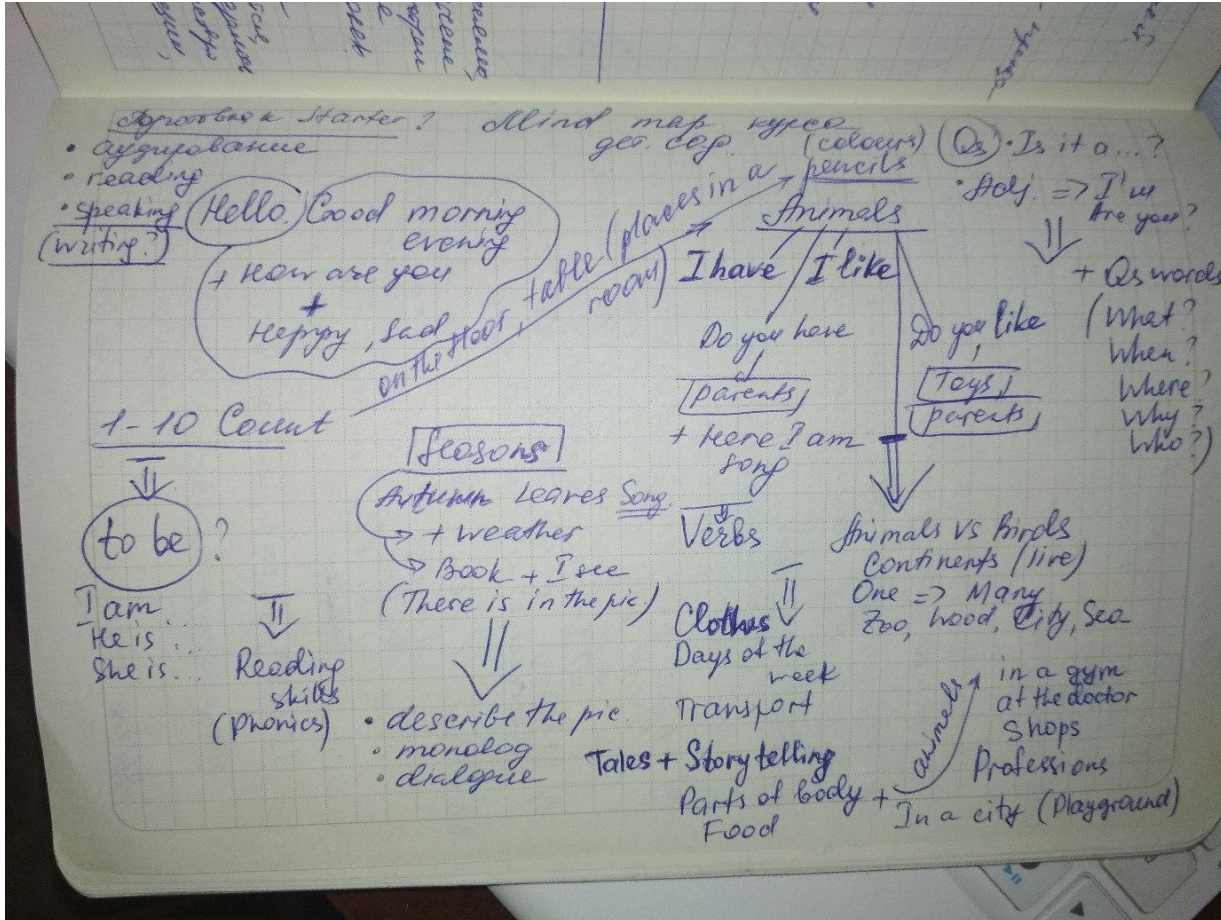 Подготовка к Starter? Mind map курса
дет. сад
• аудирование
• reading
• speaking
(writing?)
Hello. Good morning
evening
+ How are you
+
Happy, Sad
on the floor, table (places in a
room)
(colours)
pencils
Animals
I have I like
Do you have
Do you like
parents
Toys,
parents,
+ Here I am
song
Verbs
Qs • Is it a...?
• Adj. => I'm
Are you?
+ Qs words
(What?
When?
Where?
Why?
Who?)
1-10 Count
to be ?
I am
He is...
She is...
Reading
skills
(Phonics)
Seasons
Autumn Leaves Song
+ weather
Book + I see
(There is in the pic)
• describe the pic.
• monolog
• dialogue
Clothes
Days of the
week
Transport
Tales + Storytelling
Parts of body +
Food
Animals vs Birds
Continents (live)
One => Many
Zoo, Wood, City, Sea
animals
in a gym
at the doctor
Shops
Professions
In a city (Playground)